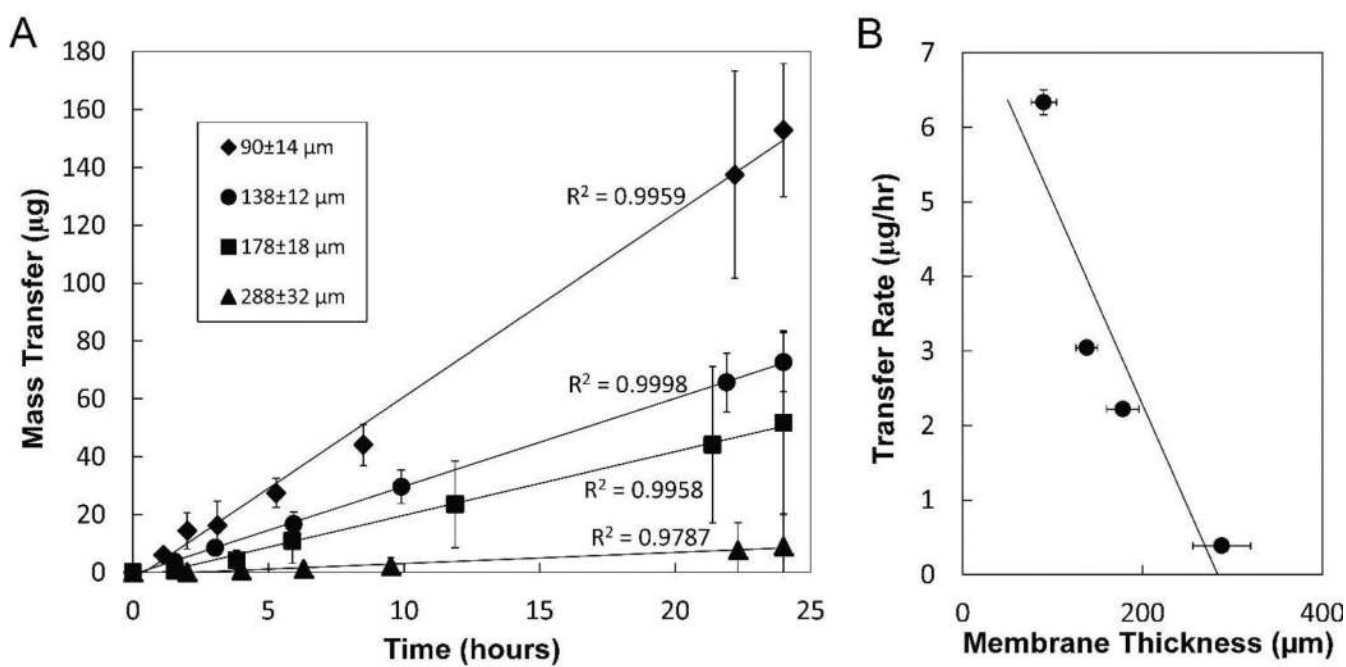 A
Mass Transfer (µg)
180
160
140
120
100
80
60
40
20
0
90±14 µm
138±12 µm
178±18 µm
288±32 µm
R² = 0.9959
R² = 0.9998
R² = 0.9958
R² = 0.9787
0 5 10 15 20 25
Time (hours)
B
Transfer Rate (µg/hr)
7
6
5
4
3
2
1
0
0 200 400
Membrane Thickness (µm)